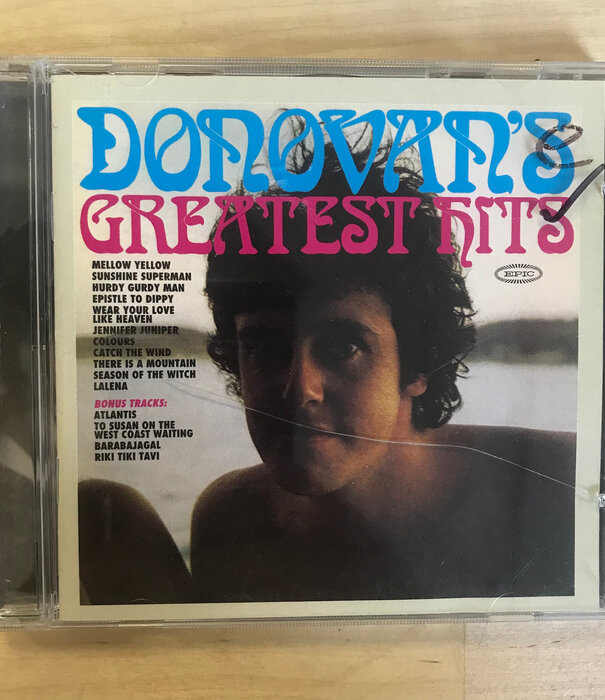 DONOVAN'S
GREATEST HITS
EPIC
MELLOW YELLOW
SUNSHINE SUPERMAN
HURDY GURDY MAN
EPISTLE TO DIPPY
WEAR YOUR LOVE
LIKE HEAVEN
JENNIFER JUNIPER
COLOURS
CATCH THE WIND
THERE IS A MOUNTAIN
SEASON OF THE WITCH
LALENA
BONUS TRACKS:
ATLANTIS
TO SUSAN ON THE
WEST COAST WAITING
BARABAJAGAL
RIKI TIKI TAVI